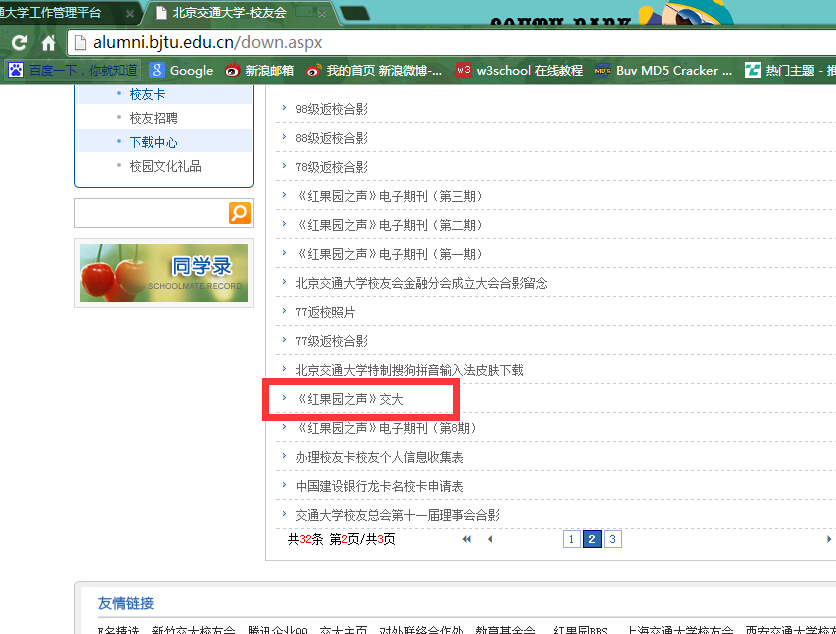 通大学工作管理平台
北京交通大学-校友会
SOUTH PARK
alumni.bjtu.edu.cn/down.aspx
百度一下，你就知道 Google 新浪邮箱 我的首页 新浪微博-... w3school 在线教程 Buy MD5 Cracker ... 热门主题 - 推
校友卡
校友招聘
下载中心
校园文化礼品
同学录
SCHOOLMATE RECORD
98级返校合影
88级返校合影
78级返校合影
《红果园之声》电子期刊（第三期）
《红果园之声》电子期刊（第二期）
《红果园之声》电子期刊（第一期）
北京交通大学校友会金融分会成立大会合影留念
77返校照片
77级返校合影
北京交通大学特制搜狗拼音输入法皮肤下载
《红果园之声》交大
《红果园之声》电子期刊（第8期）
办理校友卡校友个人信息收集表
中国建设银行龙卡名校卡申请表
交通大学校友总会第十一届理事会合影
共32条 第2页/共3页 1 2 3
友情链接
E名精选 新竹交大校友会 腾讯企业QQ 交大主页 对外联络合作处 教育基金会 红果园BBS 上海交通大学校友会 西安交通大学校友